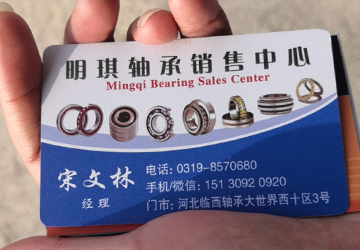 明琪轴承销售中心
Mingqi Bearing Sales Center
宋文林
经理
电话: 0319-8570680
手机/微信: 151 3092 0920
门市: 河北临西轴承大世界西十区3号